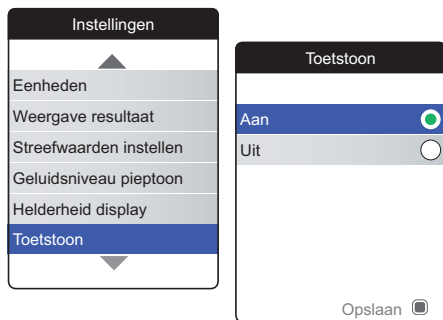 Instellingen
Eenheden
Weergave resultaat
Streefwaarden instellen
Geluidsniveau pieptoon
Helderheid display
Toetstoon
Toetstoon
Aan
Uit
Opslaan